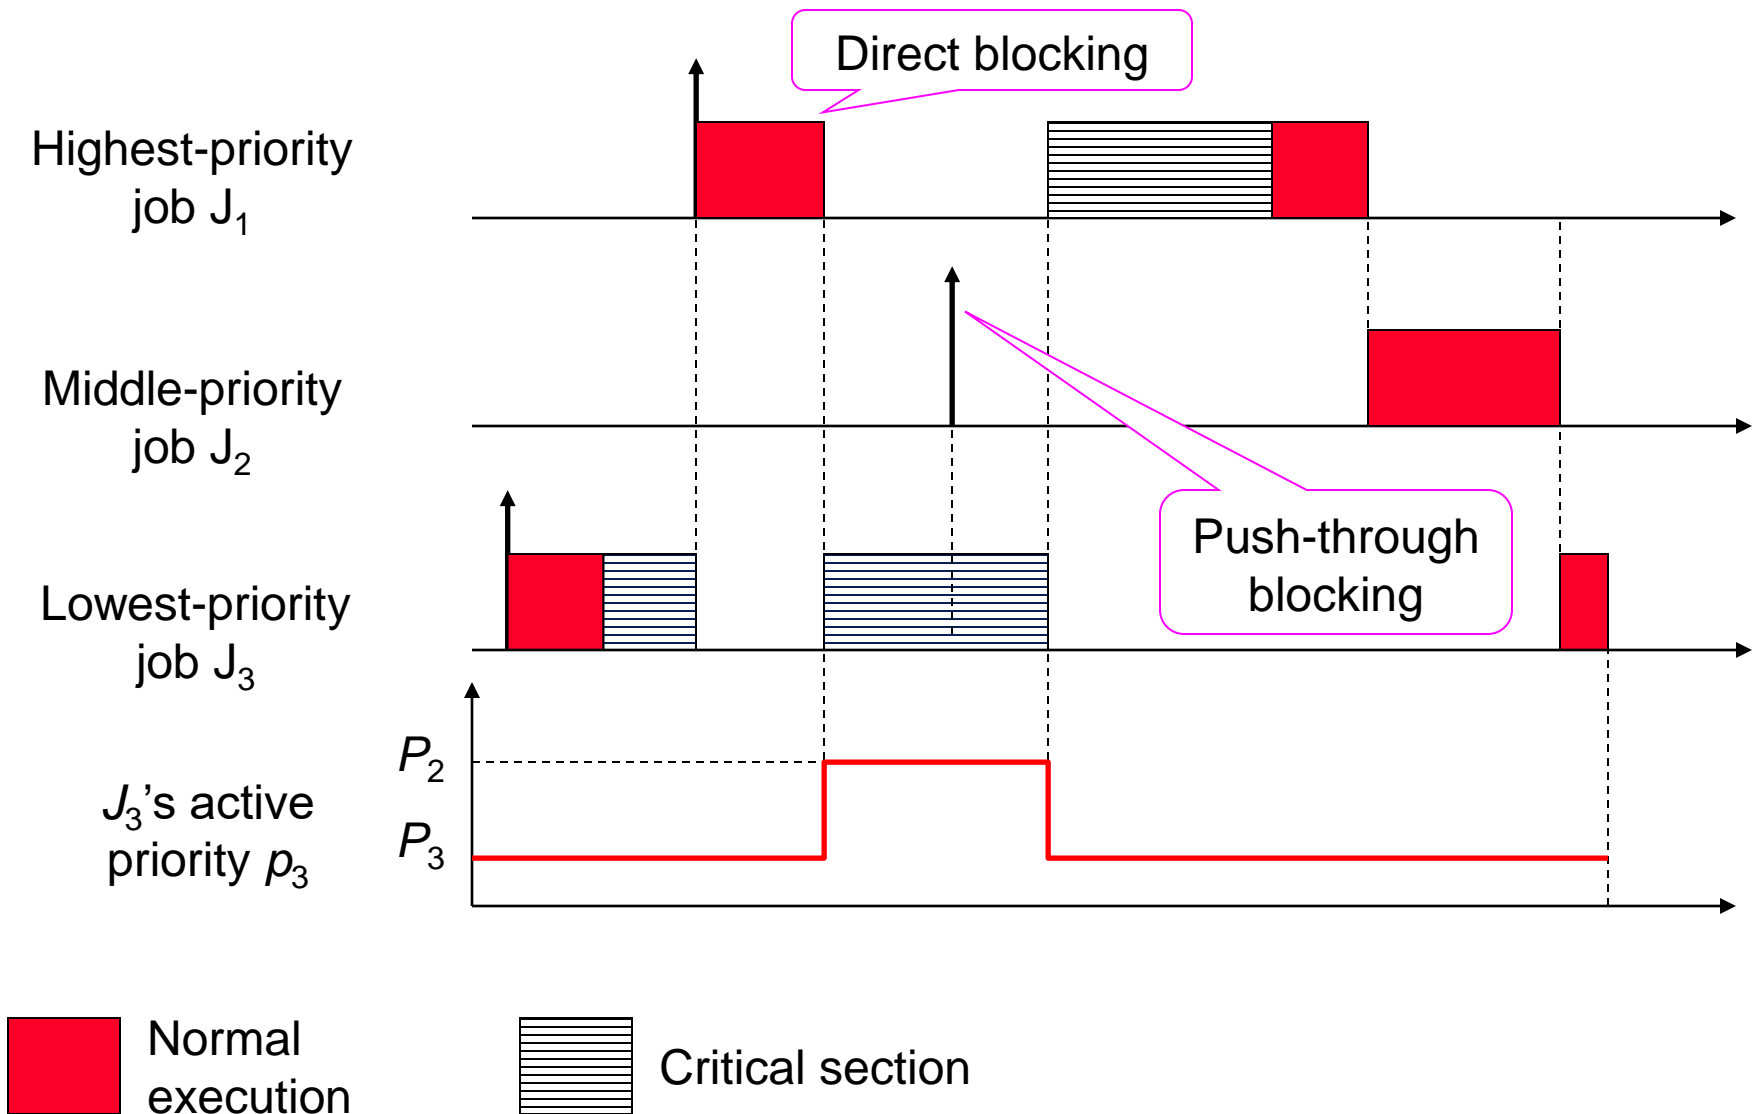 Direct blocking
Highest-priority
job J₁
Middle-priority
job J₂
Push-through
blocking
Lowest-priority
job J₃
P₂
J₃’s active
priority p₃
P₃
Normal
execution
Critical section